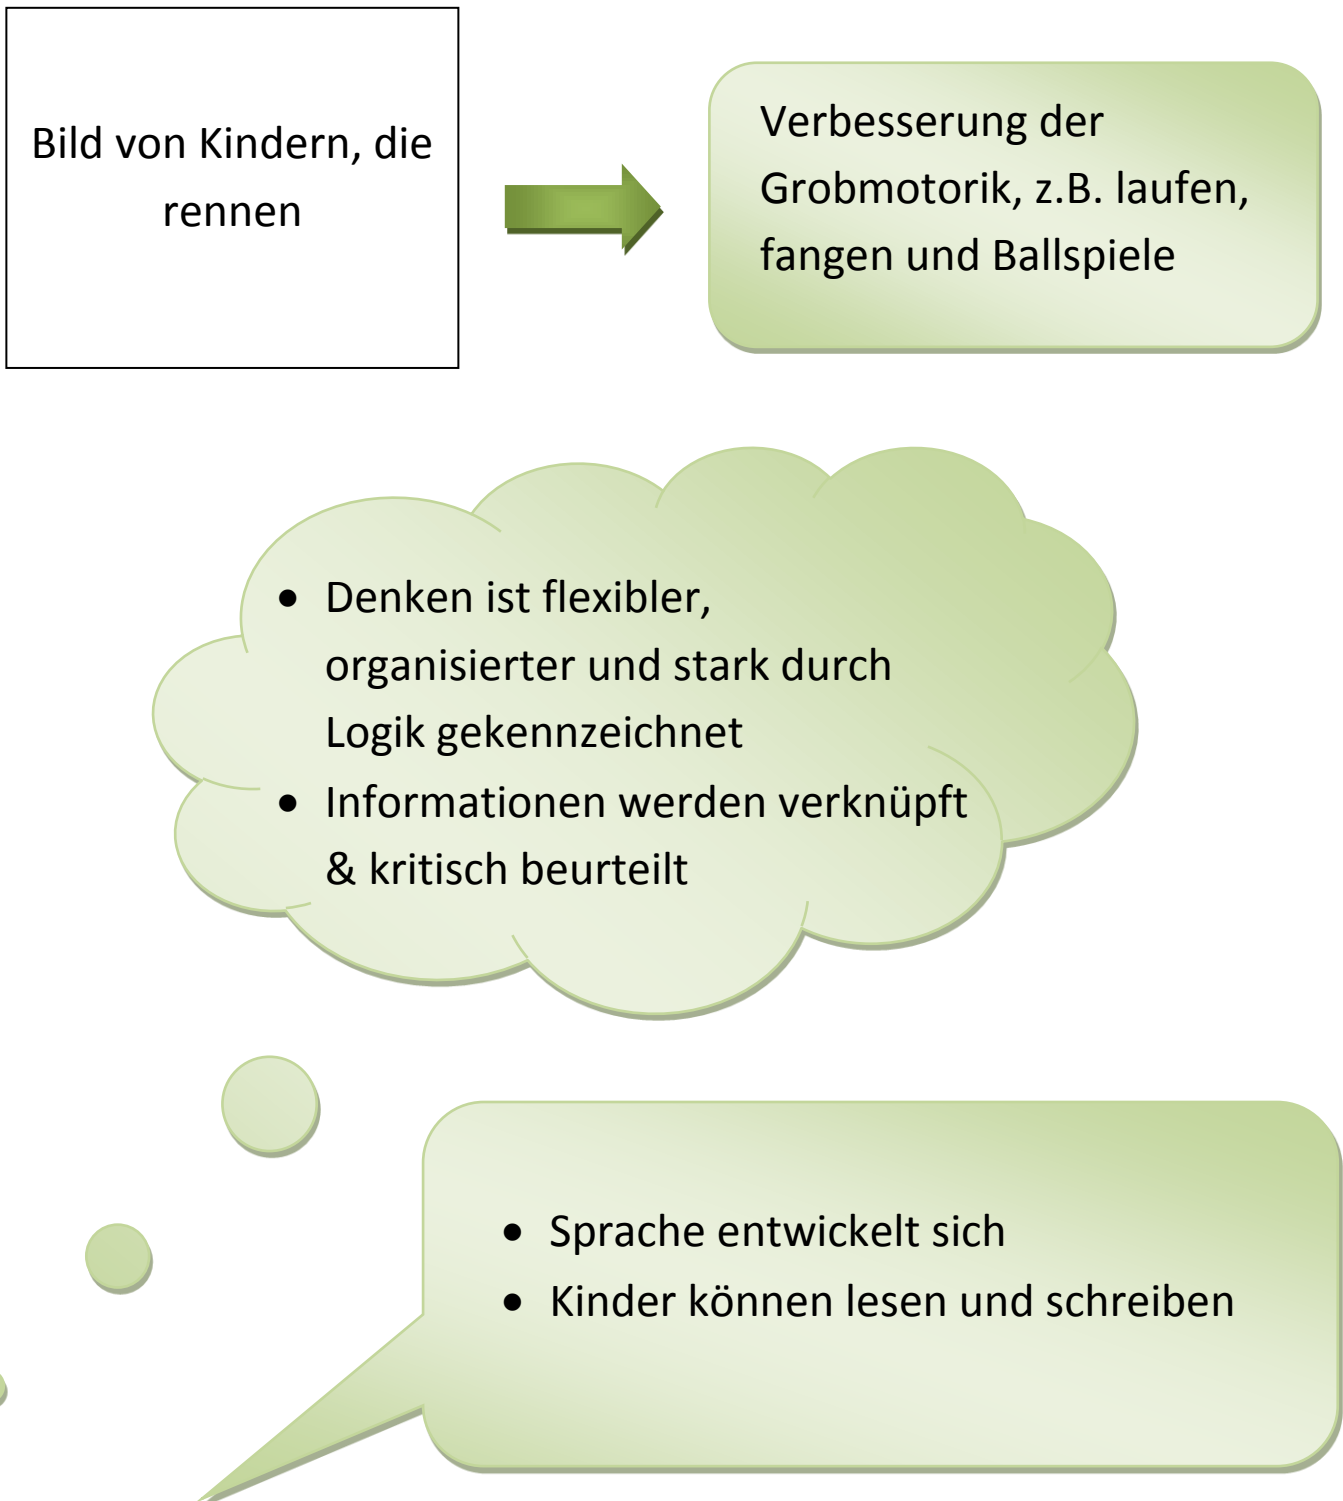 Bild von Kindern, die
rennen
Verbesserung der
Grobmotorik, z.B. laufen,
fangen und Ballspiele
• Denken ist flexibler,
organisierter und stark durch
Logik gekennzeichnet
• Informationen werden verknüpft
& kritisch beurteilt
• Sprache entwickelt sich
• Kinder können lesen und schreiben